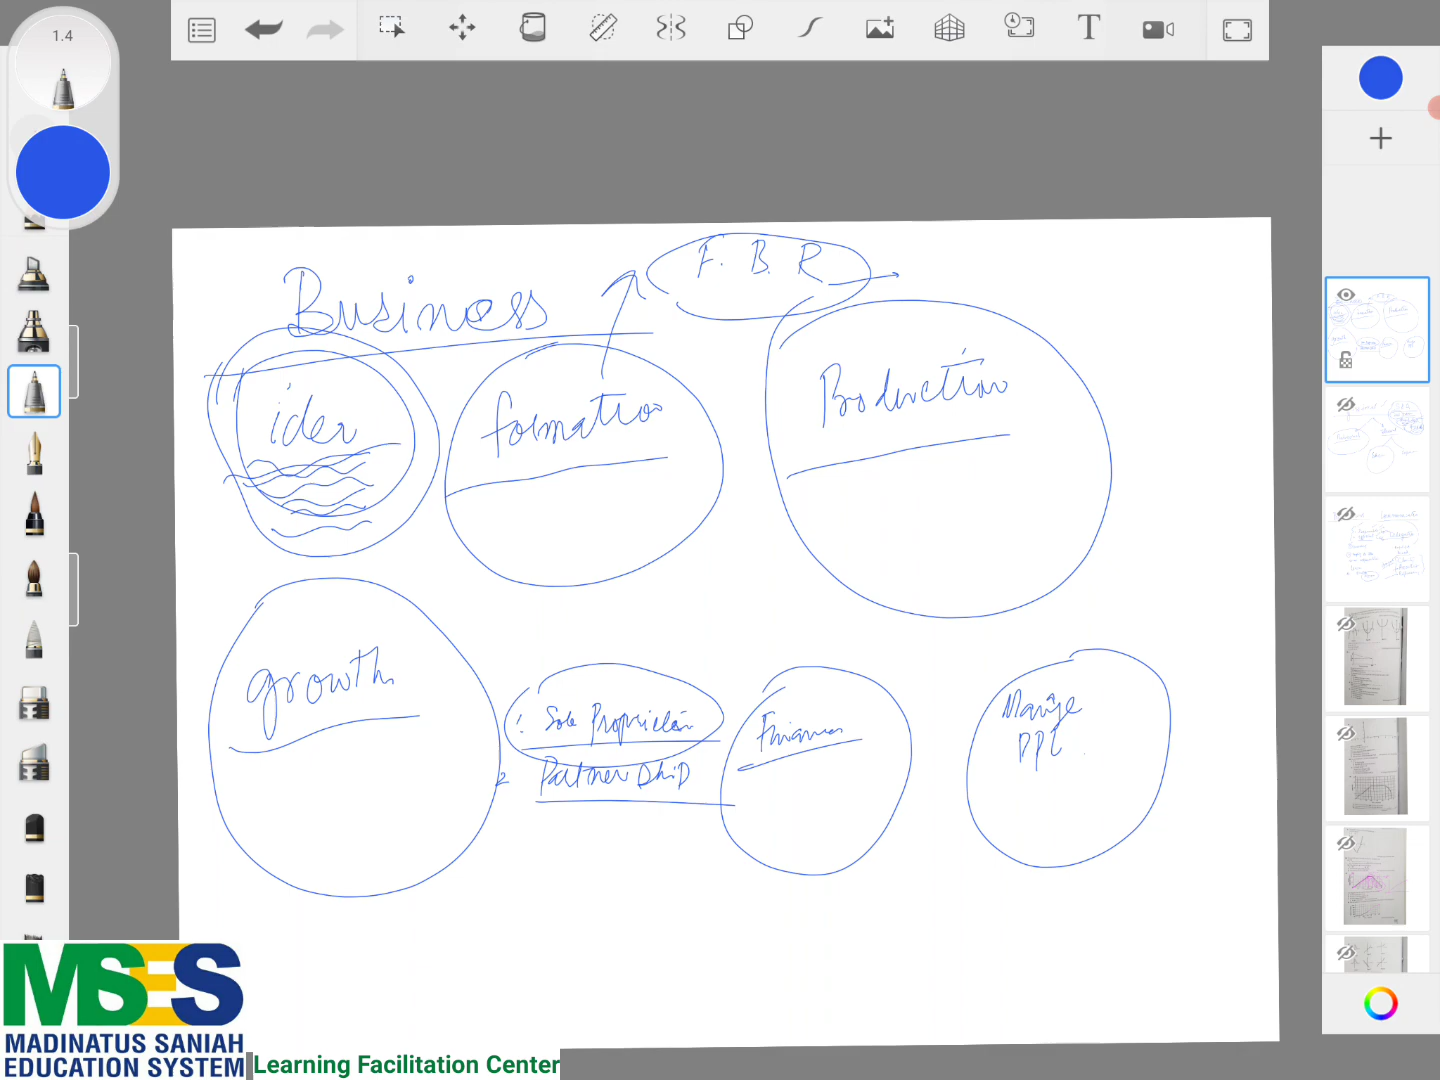 1.4
T
F. B. R
Business
idea
formation
Production
growth
1. Sole Proprietor
2 Partnership
Finance
Mange
PPL
MSES
MADINATUS SANIAH
EDUCATION SYSTEM
Learning Facilitation Center